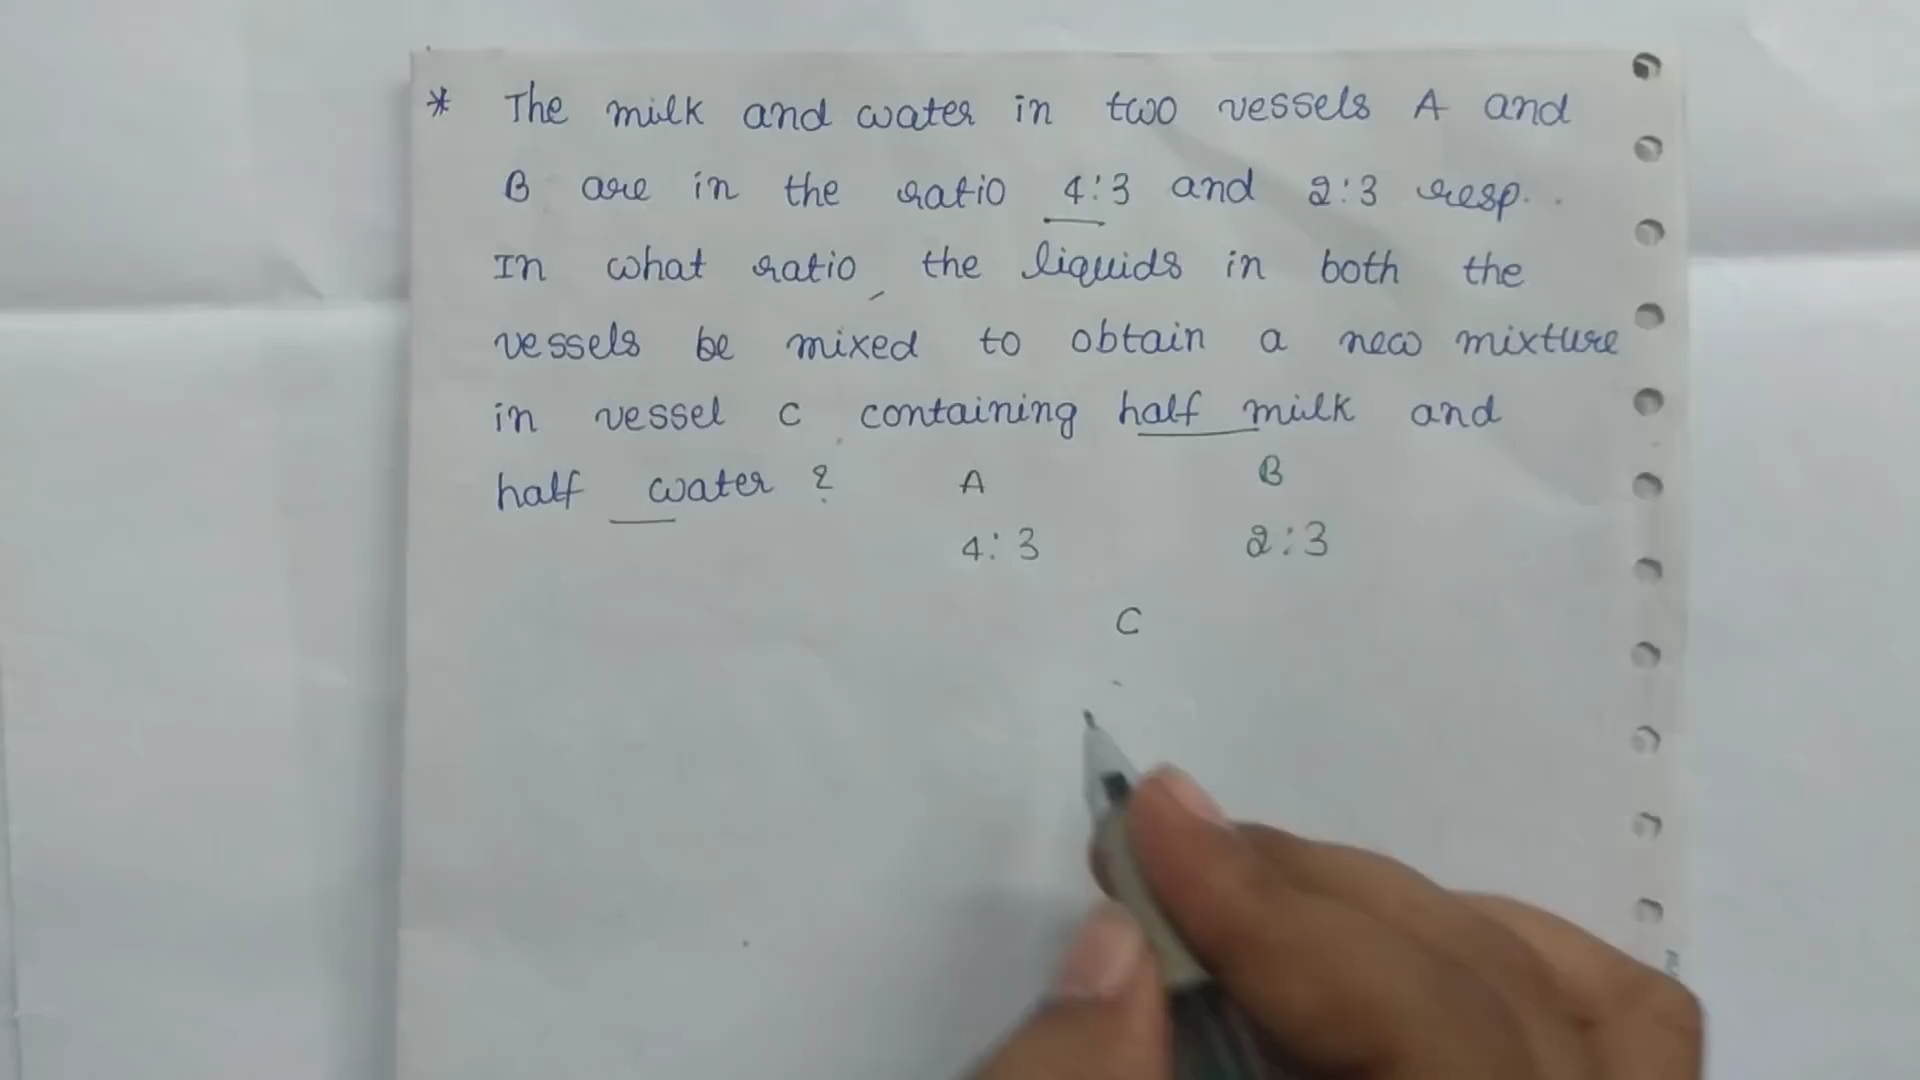 * The milk and water in two vessels A and
B are in the ratio 4:3 and 2:3 resp..
In what ratio, the liquids in both the
vessels be mixed to obtain a new mixture
in vessel C containing half milk and
half water ?
A B
4:3 2:3
C